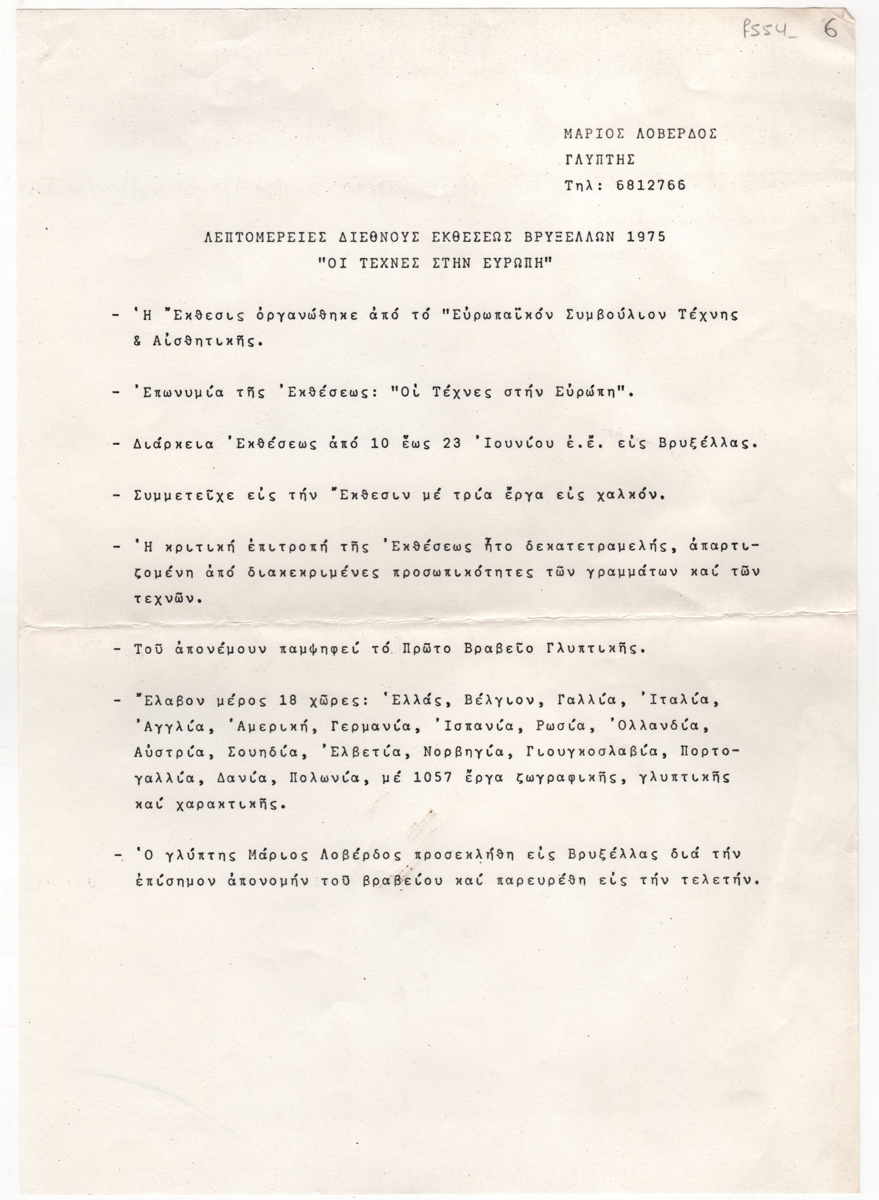 f554_ 6
ΜΑΡΙΟΣ ΛΟΒΕΡΔΟΣ
ΓΛΥΠΤΗΣ
Τηλ: 6812766
ΛΕΠΤΟΜΕΡΕΙΕΣ ΔΙΕΘΝΟΥΣ ΕΚΘΕΣΕΩΣ ΒΡΥΞΕΛΛΩΝ 1975
"ΟΙ ΤΕΧΝΕΣ ΣΤΗΝ ΕΥΡΩΠΗ"
- Ἡ Ἔκθεσις ὀργανώθηκε ἀπό τό "Εὐρωπαϊκόν Συμβούλιον Τέχνης
& Αἰσθητικῆς.
- Ἐπωνυμία τῆς Ἐκθέσεως: "Οἱ Τέχνες στήν Εὐρώπη".
- Διάρκεια Ἐκθέσεως ἀπό 10 ἕως 23 Ἰουνίου ἐ.ἔ. εἰς Βρυξέλλας.
- Συμμετεῖχε εἰς τήν Ἔκθεσιν μέ τρία ἔργα εἰς χαλκόν.
- Ἡ κριτική ἐπιτροπή τῆς Ἐκθέσεως ἦτο δεκατετραμελής, ἀπαρτι-
ζομένη ἀπό διακεκριμένες προσωπικότητες τῶν γραμμάτων καί τῶν
τεχνῶν.
- Τοῦ ἀπονέμουν παμψηφεί τό Πρῶτο Βραβεῖο Γλυπτικῆς.
- Ἔλαβον μέρος 18 χῶρες: Ἑλλάς, Βέλγιον, Γαλλία, Ἰταλία,
Ἀγγλία, Ἀμερική, Γερμανία, Ἰσπανία, Ρωσία, Ὁλλανδία,
Αὐστρία, Σουηδία, Ἐλβετία, Νορβηγία, Γιουγκοσλαβία, Πορτο-
γαλλία, Δανία, Πολωνία, μέ 1057 ἔργα ζωγραφικῆς, γλυπτικῆς
καί χαρακτικῆς.
- Ὁ γλύπτης Μάριος Λοβέρδος προσεκλήθη εἰς Βρυξέλλας διά τήν
ἐπίσημον ἀπονομήν τοῦ βραβείου καί παρευρέθη εἰς τήν τελετήν.